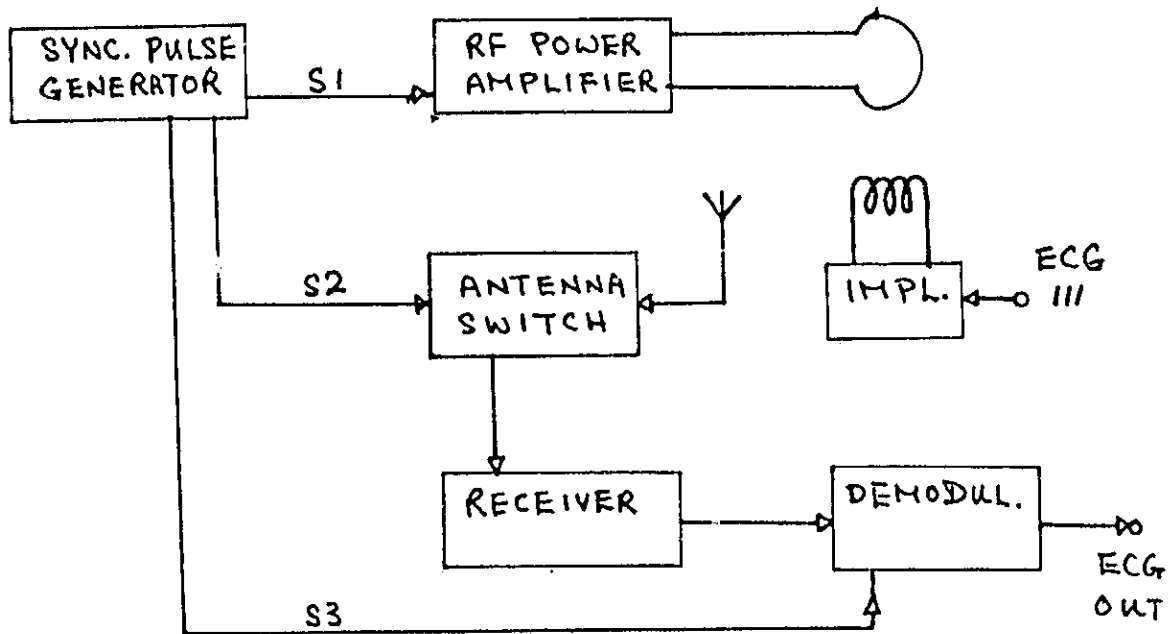 SYNC. PULSE
GENERATOR
S1
RF POWER
AMPLIFIER
S2
ANTENNA
SWITCH
IMPL.
ECG
III
RECEIVER
DEMODUL.
ECG
OUT
S3